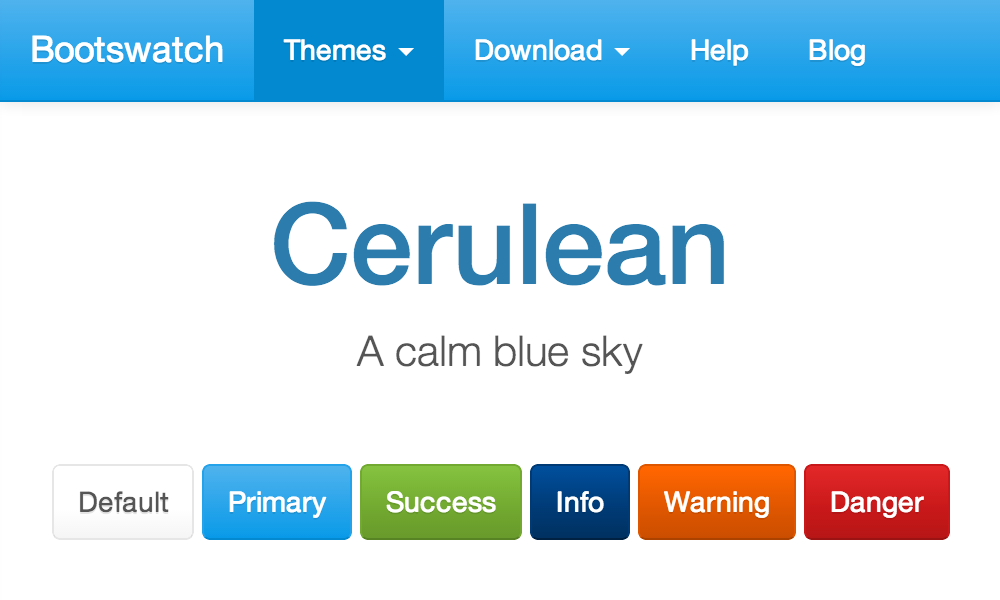 Bootswatch Themes Download Help Blog
Cerulean
A calm blue sky
Default Primary Success Info Warning Danger